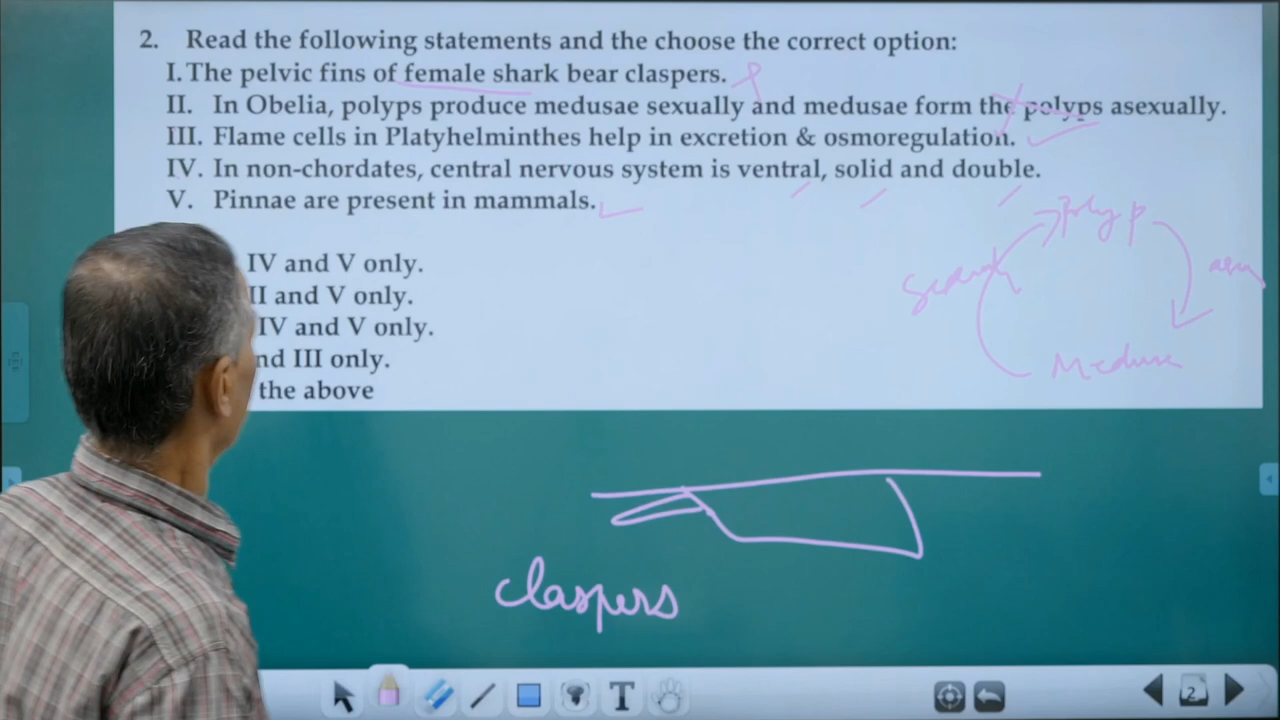 2. Read the following statements and the choose the correct option:
I. The pelvic fins of female shark bear claspers.
II. In Obelia, polyps produce medusae sexually and medusae form the polyps asexually.
III. Flame cells in Platyhelminthes help in excretion & osmoregulation.
IV. In non-chordates, central nervous system is ventral, solid and double.
V. Pinnae are present in mammals.
polyp
IV and V only.
II and V only.
IV and V only.
nd III only.
the above
claspers
T
2